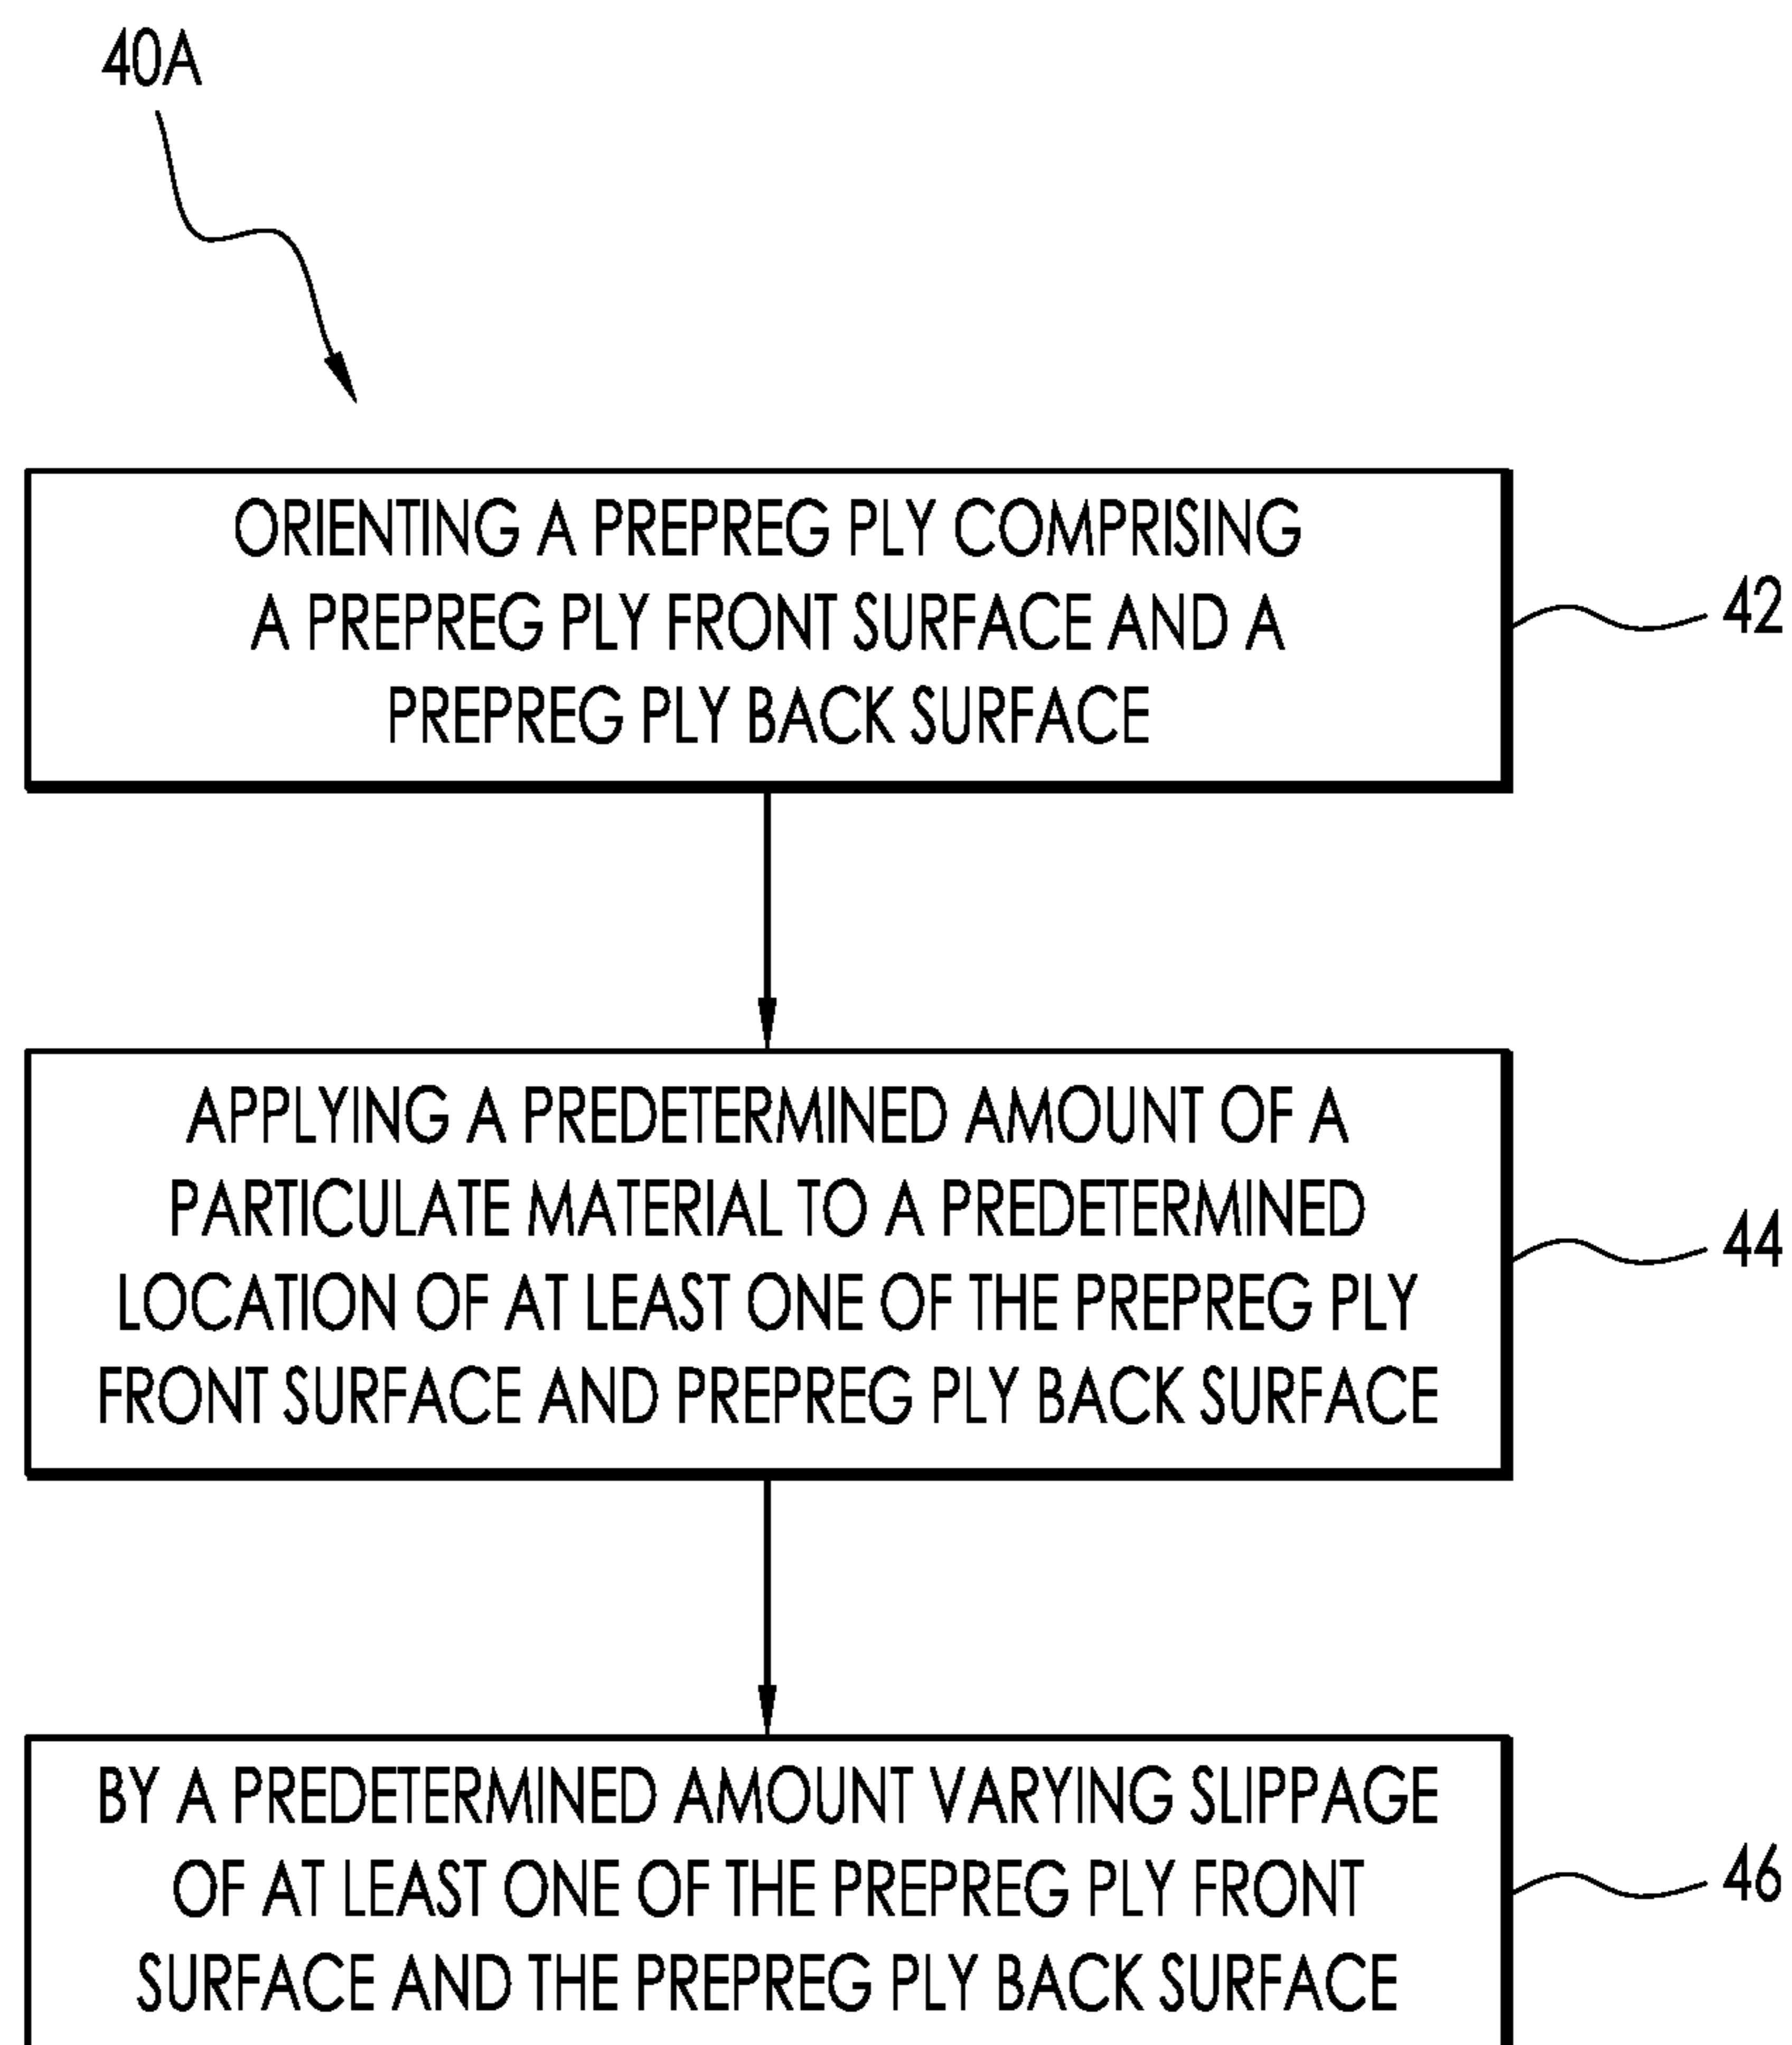 40A
ORIENTING A PREPREG PLY COMPRISING
A PREPREG PLY FRONT SURFACE AND A
PREPREG PLY BACK SURFACE
42
APPLYING A PREDETERMINED AMOUNT OF A
PARTICULATE MATERIAL TO A PREDETERMINED
LOCATION OF AT LEAST ONE OF THE PREPREG PLY
FRONT SURFACE AND PREPREG PLY BACK SURFACE
44
BY A PREDETERMINED AMOUNT VARYING SLIPPAGE
OF AT LEAST ONE OF THE PREPREG PLY FRONT
SURFACE AND THE PREPREG PLY BACK SURFACE
46